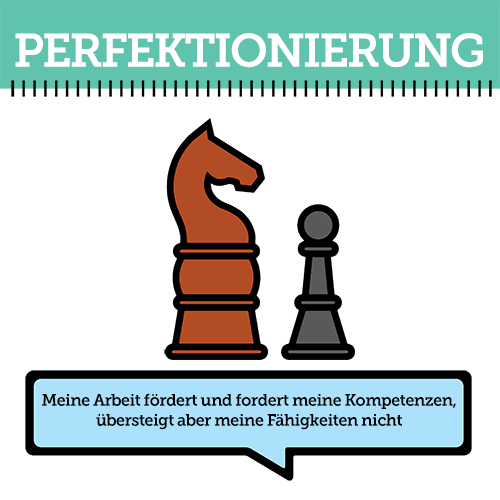 PERFEKTIONIERUNG
Meine Arbeit fördert und fordert meine Kompetenzen,
übersteigt aber meine Fähigkeiten nicht